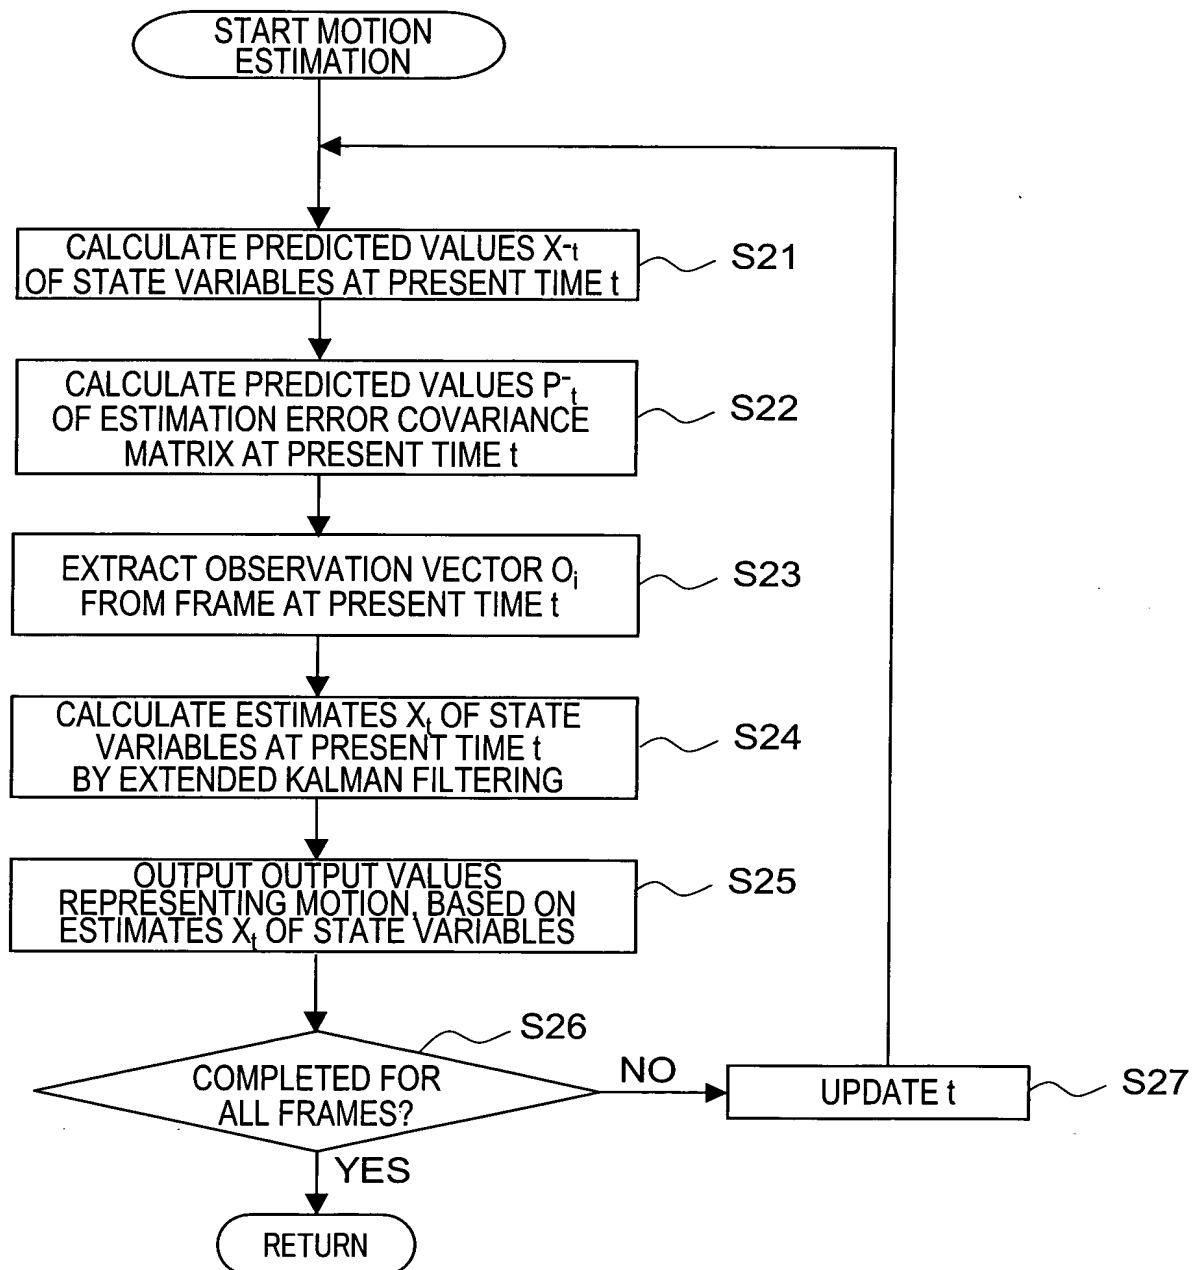 START MOTION
ESTIMATION
CALCULATE PREDICTED VALUES X⁻t
OF STATE VARIABLES AT PRESENT TIME t
S21
CALCULATE PREDICTED VALUES P⁻t
OF ESTIMATION ERROR COVARIANCE
MATRIX AT PRESENT TIME t
S22
EXTRACT OBSERVATION VECTOR Oi
FROM FRAME AT PRESENT TIME t
S23
CALCULATE ESTIMATES Xt OF STATE
VARIABLES AT PRESENT TIME t
BY EXTENDED KALMAN FILTERING
S24
OUTPUT OUTPUT VALUES
REPRESENTING MOTION, BASED ON
ESTIMATES Xt OF STATE VARIABLES
S25
S26
COMPLETED FOR
ALL FRAMES?
NO
UPDATE t
S27
YES
RETURN